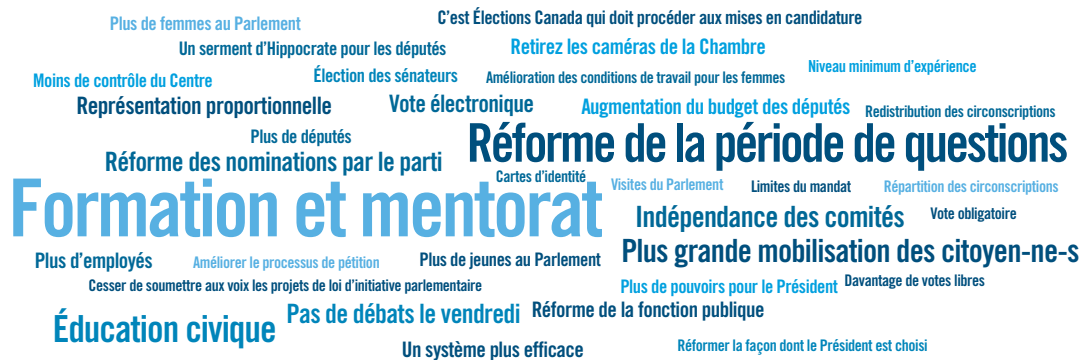 C'est Élections Canada qui doit procéder aux mises en candidature
Plus de femmes au Parlement
Un serment d'Hippocrate pour les députés
Retirez les caméras de la Chambre
Niveau minimum d'expérience
Moins de contrôle du Centre
Élection des sénateurs
Amélioration des conditions de travail pour les femmes
Représentation proportionnelle
Vote électronique
Augmentation du budget des députés
Redistribution des circonscriptions
Plus de députés
Réforme de la période de questions
Réforme des nominations par le parti
Cartes d'identité
Visites du Parlement
Limites du mandat
Répartition des circonscriptions
Formation et mentorat
Indépendance des comités
Vote obligatoire
Plus d'employés
Améliorer le processus de pétition
Plus de jeunes au Parlement
Plus grande mobilisation des citoyen-ne-s
Cesser de soumettre aux voix les projets de loi d'initiative parlementaire
Plus de pouvoirs pour le Président
Davantage de votes libres
Éducation civique
Pas de débats le vendredi
Réforme de la fonction publique
Un système plus efficace
Réformer la façon dont le Président est choisi